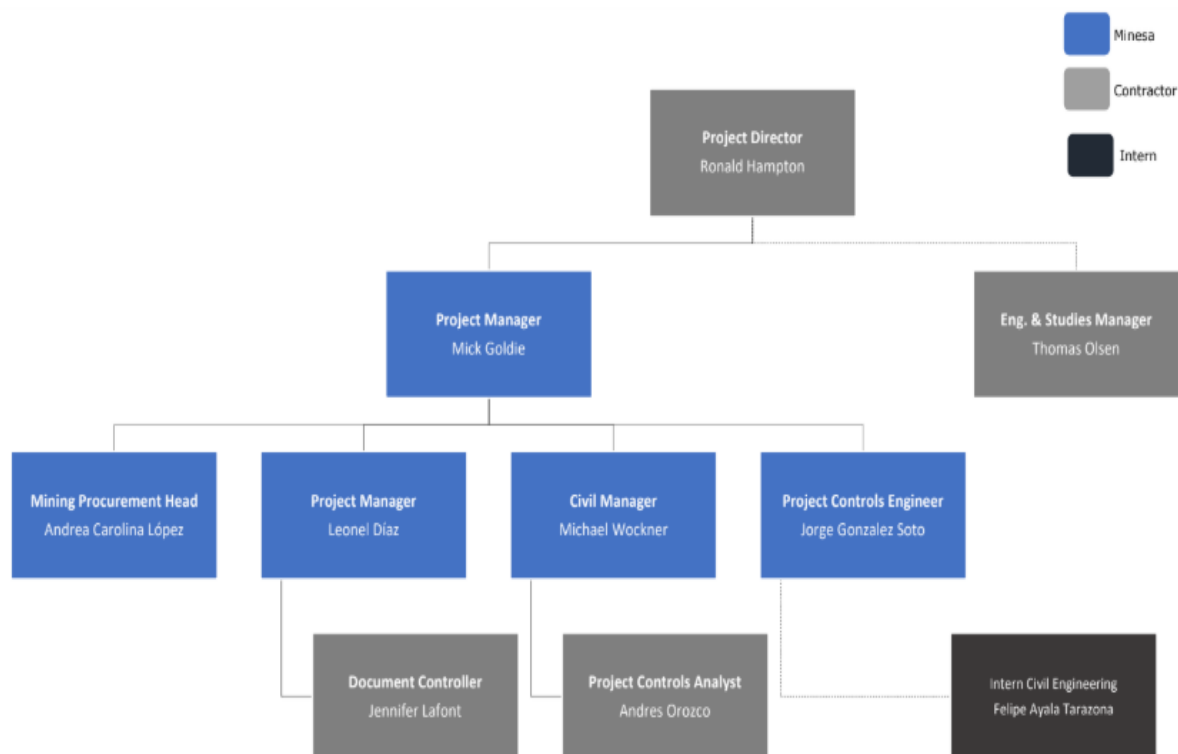 Minesa
Contractor
Intern
Project Director
Ronald Hampton
Project Manager
Mick Goldie
Eng. & Studies Manager
Thomas Olsen
Mining Procurement Head
Andrea Carolina López
Project Manager
Leonel Díaz
Civil Manager
Michael Wockner
Project Controls Engineer
Jorge Gonzalez Soto
Document Controller
Jennifer Lafont
Project Controls Analyst
Andres Orozco
Intern Civil Engineering
Felipe Ayala Tarazona